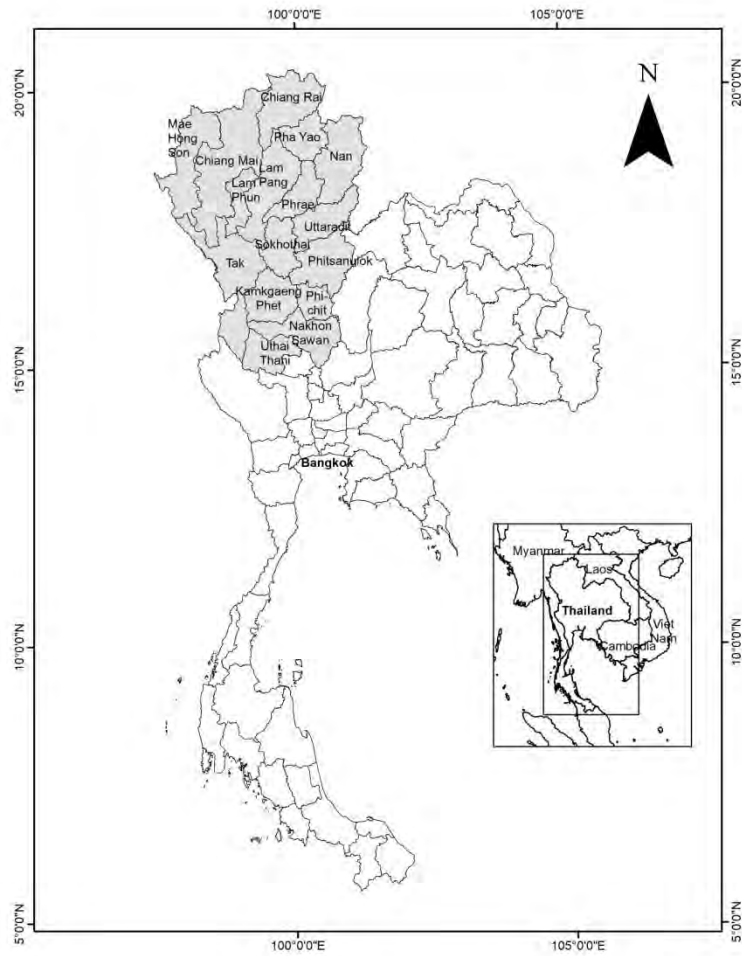 100°0'0"E
105°0'0"E
20°0'0"N
20°0'0"N
N
Chiang Rai
Mae
Hong
Son
Pha Yao
Chiang Mai
Nan
Lam
Pang
Lam
Phun
Phrae
Uttaradit
Sokhothai
Tak
Phitsanulok
Kamkgaeng
Phet
Phi-
chit
Nakhon
Sawan
Uthai
Thani
15°0'0"N
15°0'0"N
Bangkok
Myanmar
Laos
Thailand
Viet
Nam
Cambodia
10°0'0"N
10°0'0"N
5°0'0"N
5°0'0"N
100°0'0"E
105°0'0"E